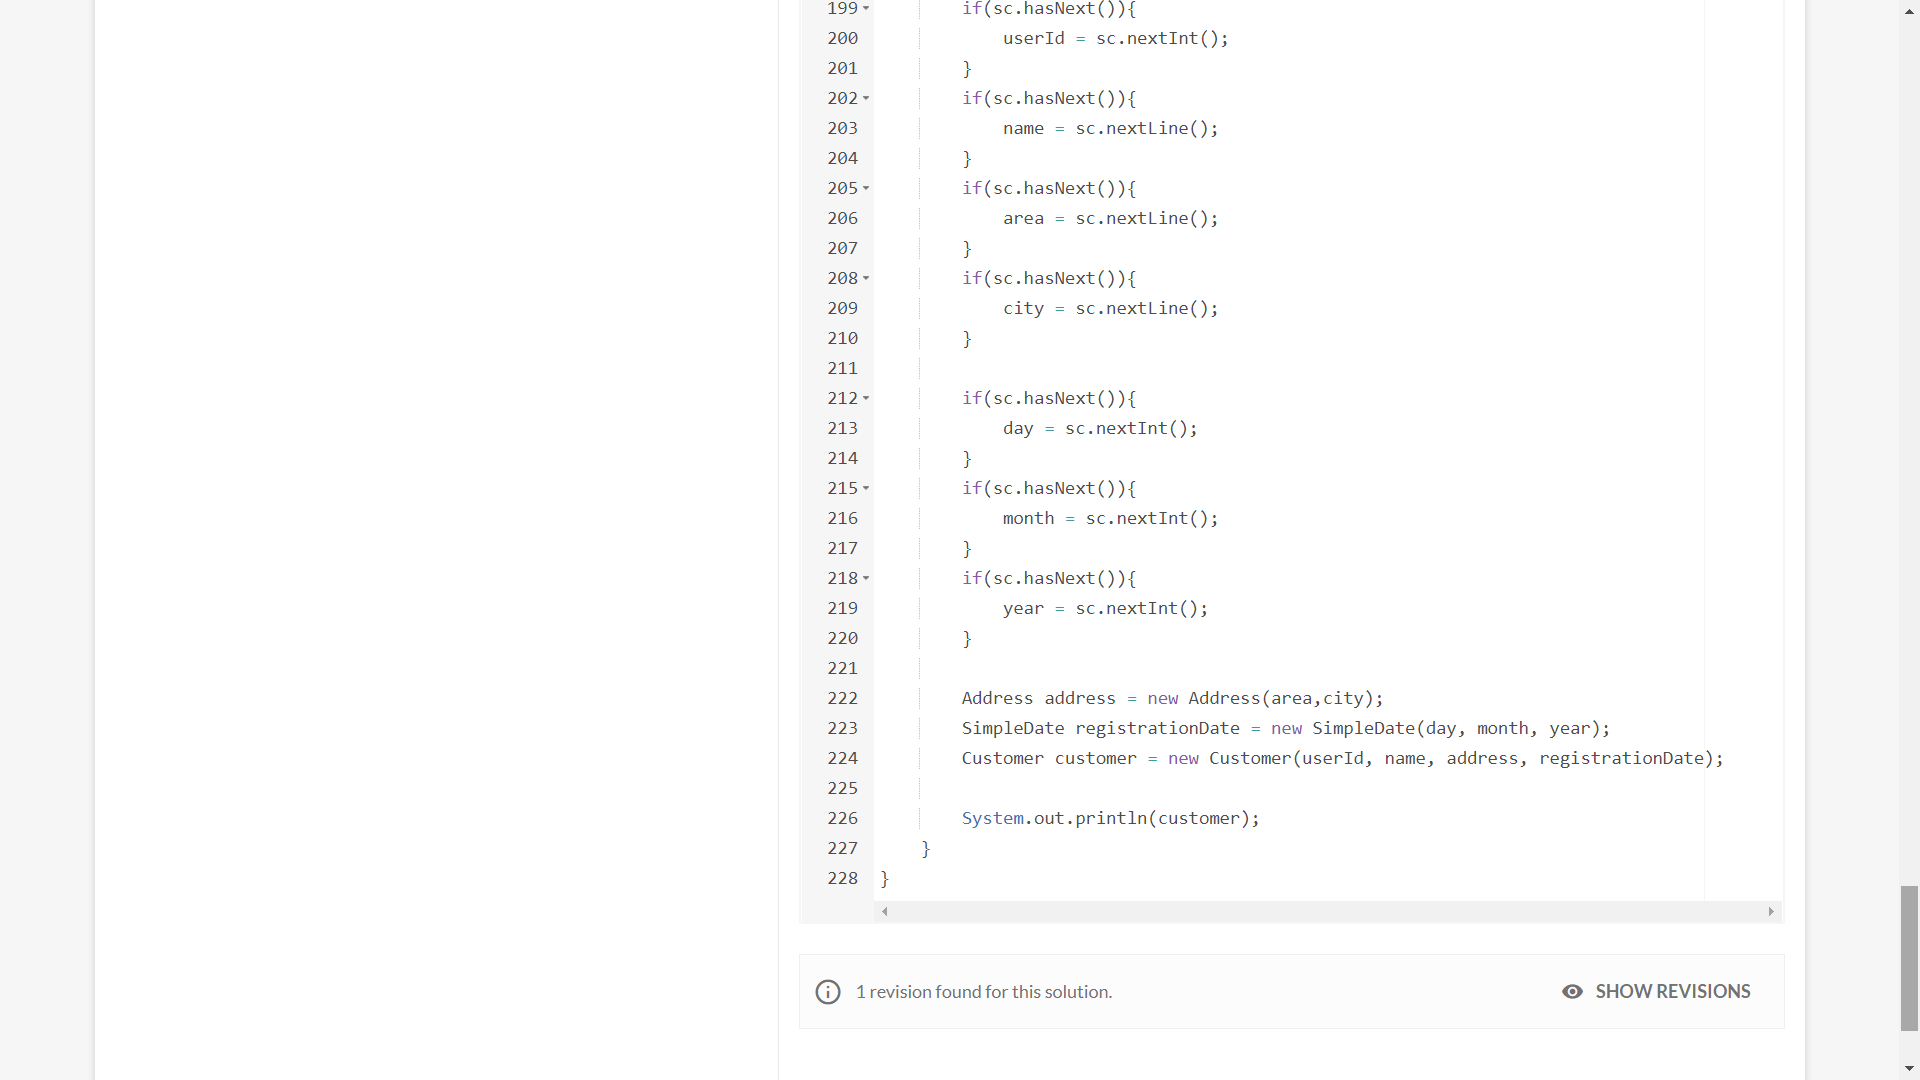 199 if(sc.hasNext()){
200 userId = sc.nextInt();
201 }
202 if(sc.hasNext()){
203 name = sc.nextLine();
204 }
205 if(sc.hasNext()){
206 area = sc.nextLine();
207 }
208 if(sc.hasNext()){
209 city = sc.nextLine();
210 }
211
212 if(sc.hasNext()){
213 day = sc.nextInt();
214 }
215 if(sc.hasNext()){
216 month = sc.nextInt();
217 }
218 if(sc.hasNext()){
219 year = sc.nextInt();
220 }
221
222 Address address = new Address(area,city);
223 SimpleDate registrationDate = new SimpleDate(day, month, year);
224 Customer customer = new Customer(userId, name, address, registrationDate);
225
226 System.out.println(customer);
227 }
228 }
1 revision found for this solution. SHOW REVISIONS